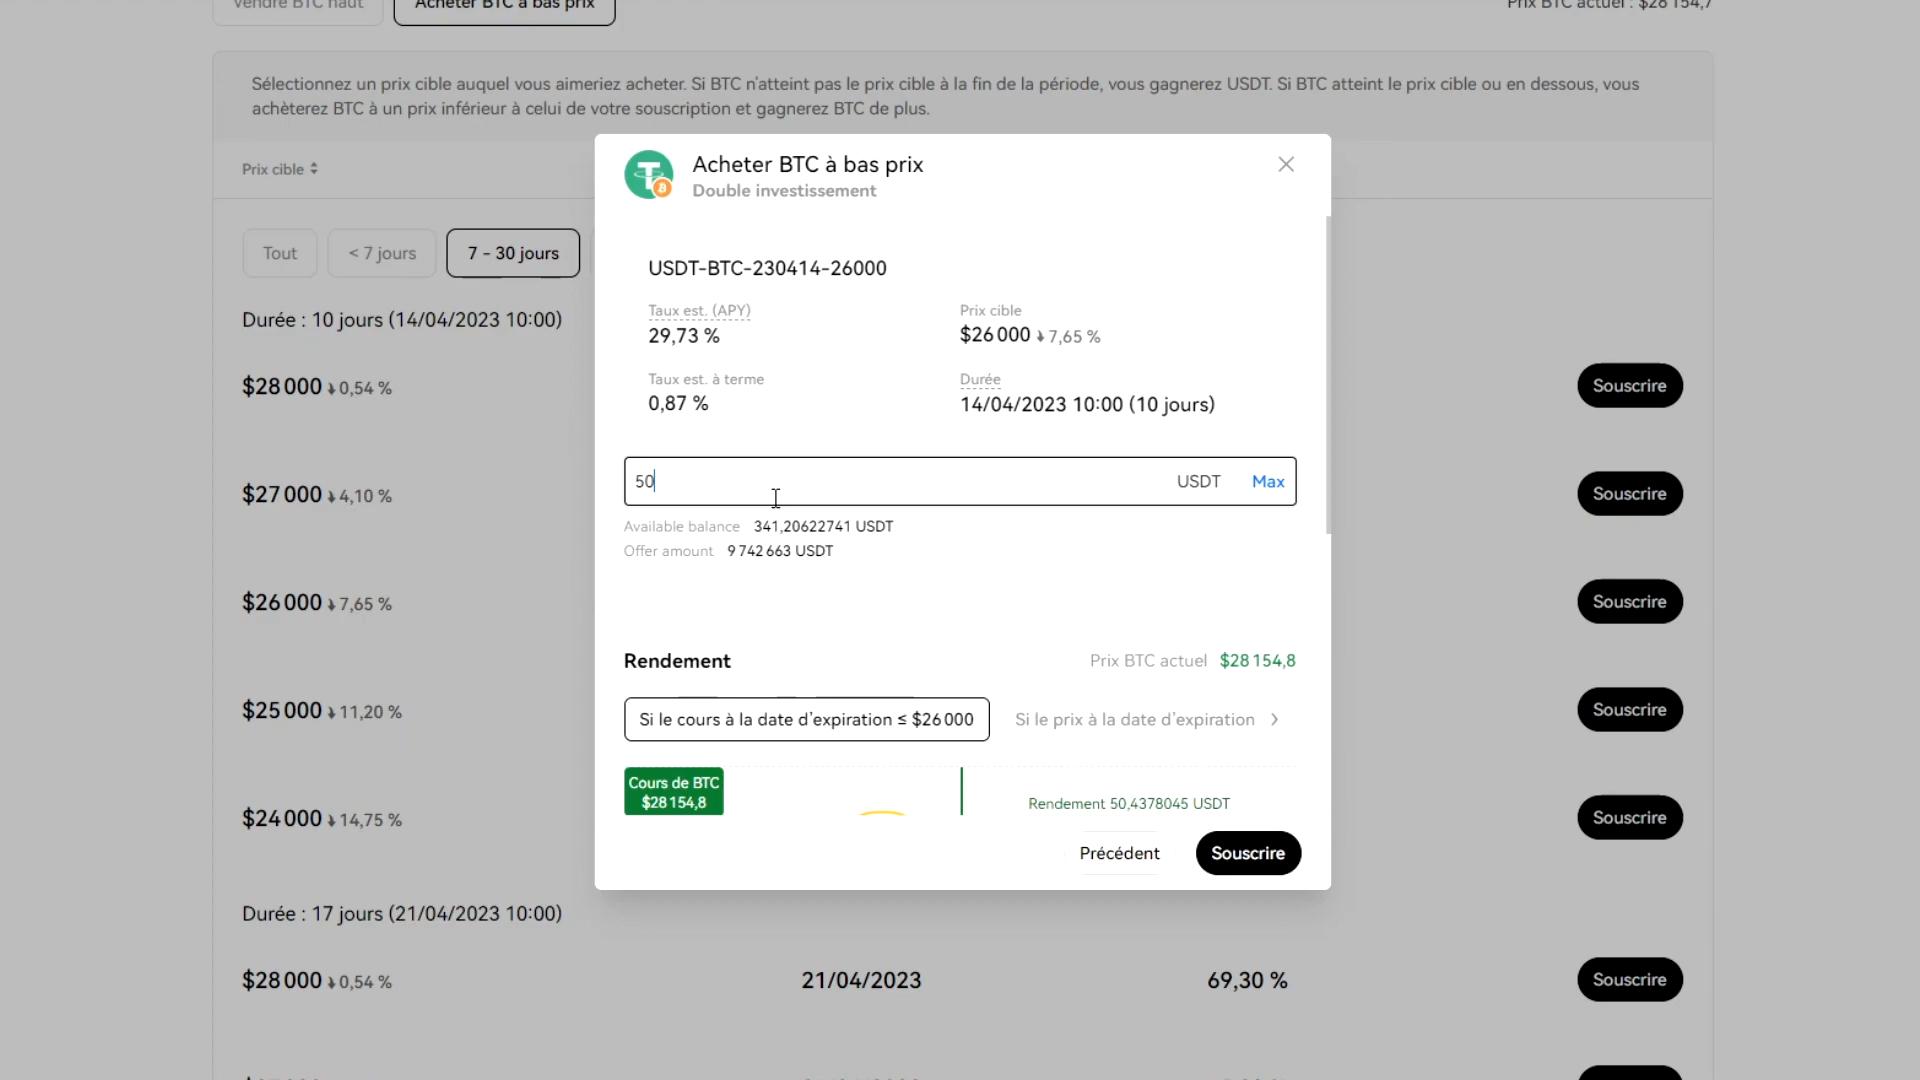 Vendre BTC haut
Acheter BTC à bas prix
Prix BTC actuel : $28 154,7
Sélectionnez un prix cible auquel vous aimeriez acheter. Si BTC n'atteint pas le prix cible à la fin de la période, vous gagnerez USDT. Si BTC atteint le prix cible ou en dessous, vous
achèterez BTC à un prix inférieur à celui de votre souscription et gagnerez BTC de plus.
Prix cible
Tout
< 7 jours
7 - 30 jours
Durée : 10 jours (14/04/2023 10:00)
$28 000 0,54 %
Souscrire
$27 000 4,10 %
Souscrire
$26 000 7,65 %
Souscrire
$25 000 11,20 %
Souscrire
$24 000 14,75 %
Souscrire
Durée : 17 jours (21/04/2023 10:00)
$28 000 0,54 %
21/04/2023
69,30 %
Souscrire
Acheter BTC à bas prix
Double investissement
USDT-BTC-230414-26000
Taux est. (APY)
29,73 %
Prix cible
$26 000 7,65 %
Taux est. à terme
0,87 %
Durée
14/04/2023 10:00 (10 jours)
50
USDT
Max
Available balance 341,20622741 USDT
Offer amount 9 742 663 USDT
Rendement
Prix BTC actuel $28 154,8
Si le cours à la date d'expiration ≤ $26 000
Si le prix à la date d'expiration
Cours de BTC
$28 154,8
Rendement 50,4378045 USDT
Précédent
Souscrire